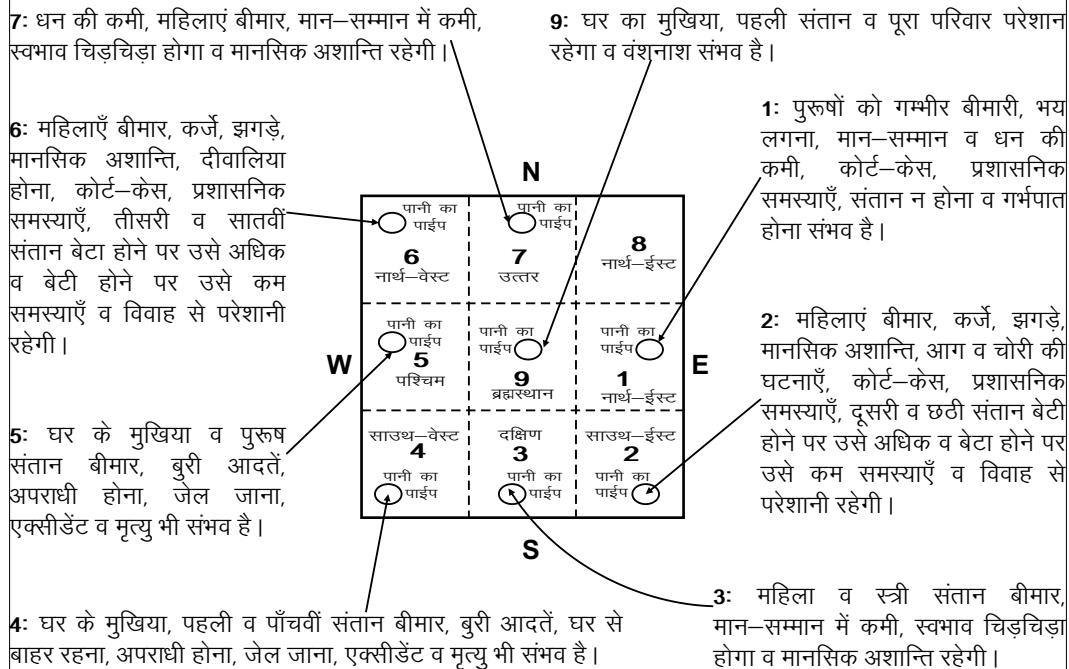 7: धन की कमी, महिलाएं बीमार, मान–सम्मान में कमी,
स्वभाव चिड़चिड़ा होगा व मानसिक अशान्ति रहेगी।
9: घर का मुखिया, पहली संतान व पूरा परिवार परेशान
रहेगा व वंशनाश संभव है।
6: महिलाएँ बीमार, कर्जे, झगड़े,
मानसिक अशान्ति, दीवालिया
होना, कोर्ट–केस, प्रशासनिक
समस्याएँ, तीसरी व सातवीं
संतान बेटा होने पर उसे अधिक
व बेटी होने पर उसे कम
समस्याएँ व विवाह से परेशानी
रहेगी।
1: पुरूषों को गम्भीर बीमारी, भय
लगना, मान–सम्मान व धन की
कमी, कोर्ट–केस, प्रशासनिक
समस्याएँ, संतान न होना व गर्भपात
होना संभव है।
N
पानी का
पाईप
6
नार्थ–वेस्ट
पानी का
पाईप
7
उत्तर
8
नार्थ–ईस्ट
W
पानी का
पाईप
5
पश्चिम
पानी का
पाईप
9
ब्रह्मस्थान
पानी का
पाईप
1
नार्थ–ईस्ट
E
साउथ–वेस्ट
4
पानी का
पाईप
दक्षिण
3
पानी का
पाईप
साउथ–ईस्ट
2
पानी का
पाईप
S
2: महिलाएं बीमार, कर्जे, झगड़े,
मानसिक अशान्ति, आग व चोरी की
घटनाएँ, कोर्ट–केस, प्रशासनिक
समस्याएँ, दूसरी व छठी संतान बेटी
होने पर उसे अधिक व बेटा होने पर
उसे कम समस्याएँ व विवाह से
परेशानी रहेगी।
5: घर के मुखिया व पुरूष
संतान बीमार, बुरी आदतें,
अपराधी होना, जेल जाना,
एक्सीडेंट व मृत्यु भी संभव है।
4: घर के मुखिया, पहली व पाँचवीं संतान बीमार, बुरी आदतें, घर से
बाहर रहना, अपराधी होना, जेल जाना, एक्सीडेंट व मृत्यु भी संभव है।
3: महिला व स्त्री संतान बीमार,
मान–सम्मान में कमी, स्वभाव चिड़चिड़ा
होगा व मानसिक अशान्ति रहेगी।